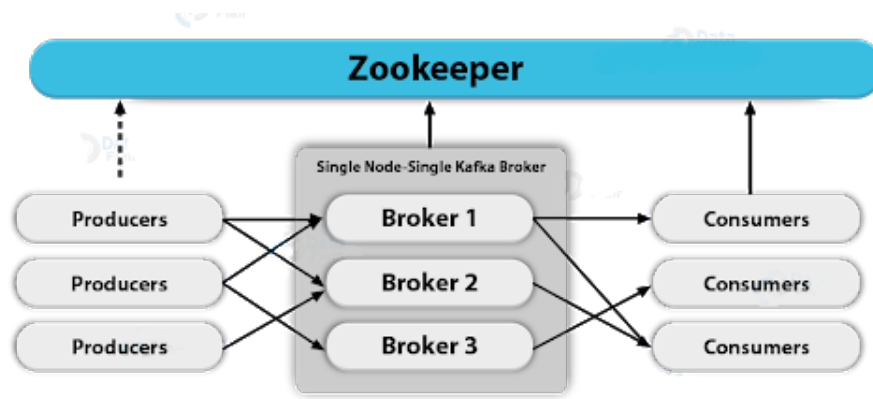 Zookeeper
Single Node-Single Kafka Broker
Producers
Broker 1
Consumers
Producers
Broker 2
Consumers
Producers
Broker 3
Consumers